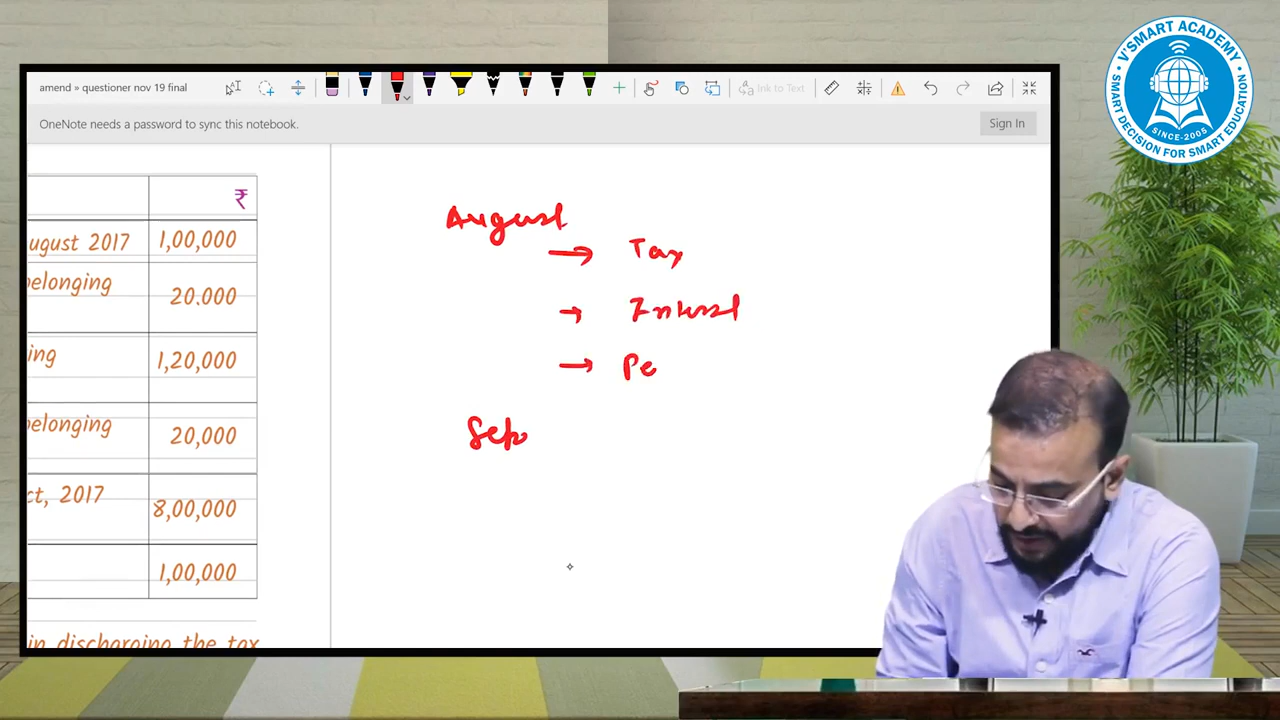 amend » questioner nov 19 final
Ink to Text
OneNote needs a password to sync this notebook.
Sign In
₹
ugust 2017 1,00,000
belonging
20.000
ing 1,20,000
belonging
20,000
ct, 2017
8,00,000
1,00,000
in discharging the tax
August
→ Tax
→ Interest
→ Pe
Sep
V'SMART ACADEMY
SINCE-2005
SMART DECISION FOR SMART EDUCATION